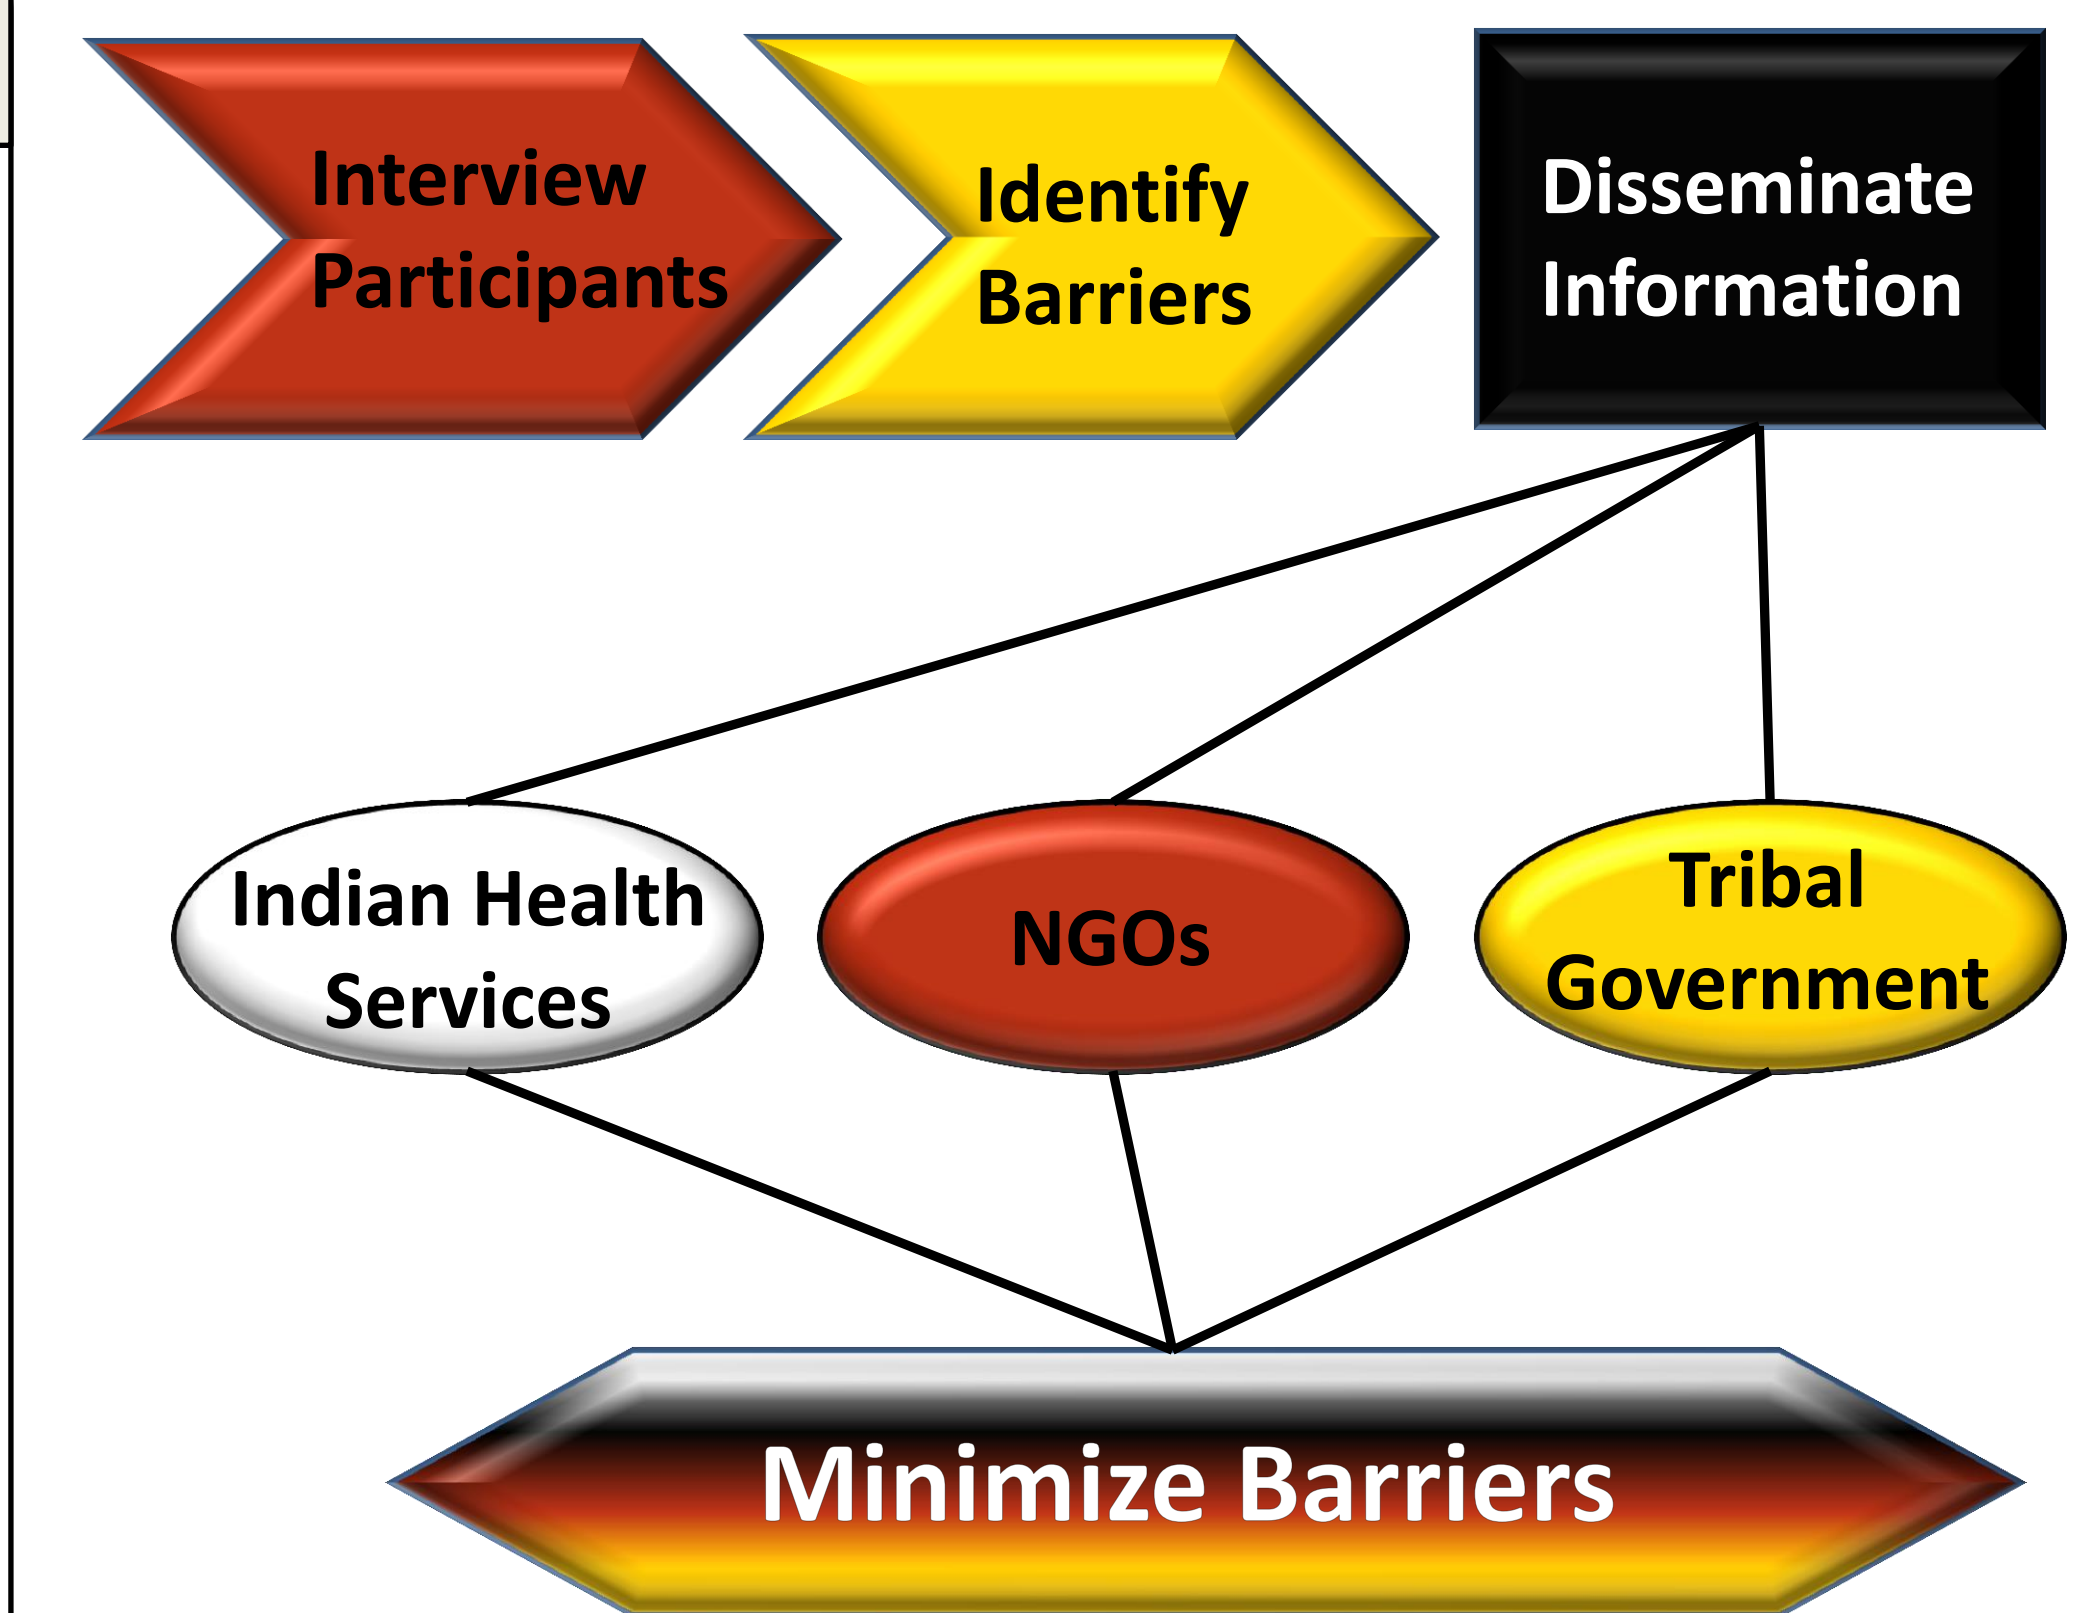 Interview
Participants
Identify
Barriers
Disseminate
Information
Indian Health
Services
NGOs
Tribal
Government
Minimize Barriers